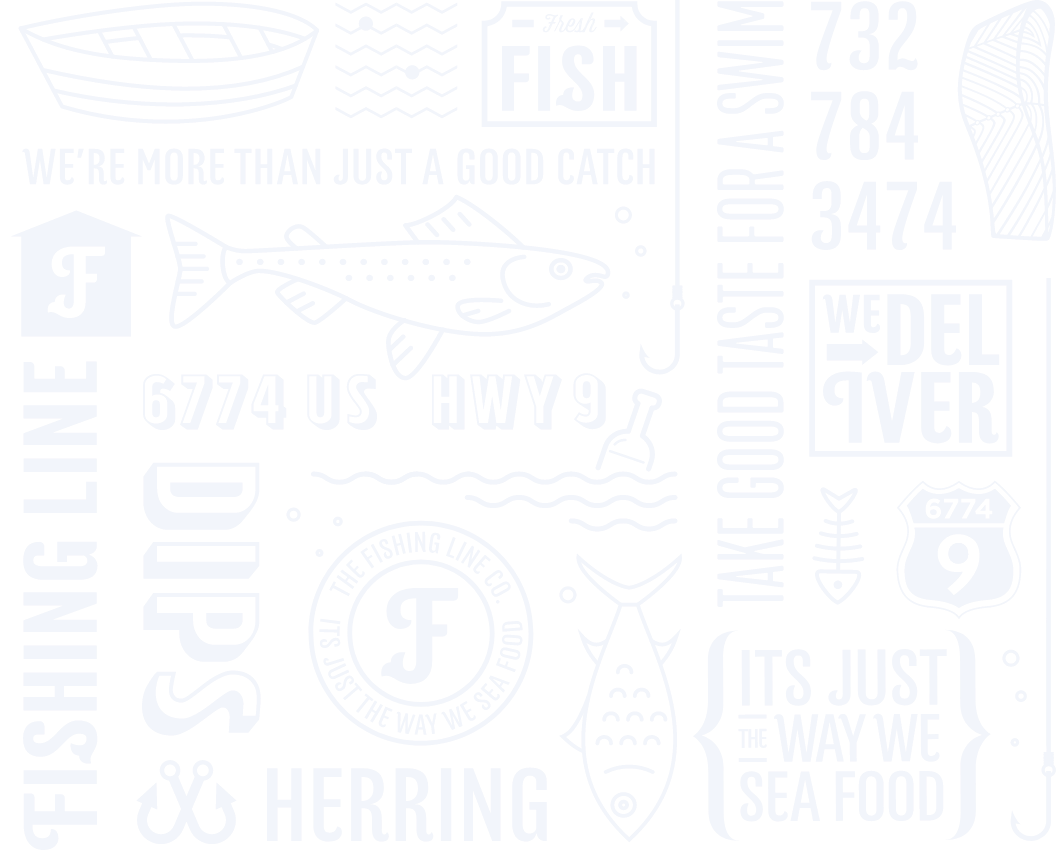 Fresh
FISH
WE'RE MORE THAN JUST A GOOD CATCH
F
TAKE GOOD TASTE FOR A SWIM
732
784
3474
WE DEL
IVER
6774 US HWY 9
FISHING LINE
DIPS
THE FISHING LINE CO.
F
ITS JUST THE WAY WE SEA FOOD
6774
9
ITS JUST
THE WAY WE
SEA FOOD
HERRING